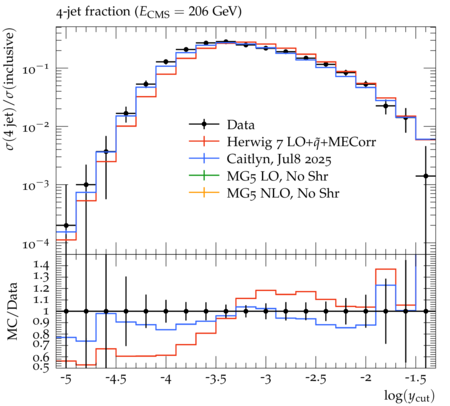 4-jet fraction (E_CMS = 206 GeV)
σ(4 jet)/σ(inclusive)
10⁻¹
10⁻²
10⁻³
10⁻⁴
Data
Herwig 7 LO+q̃+MECorr
Caitlyn, Jul8 2025
MG5 LO, No Shr
MG5 NLO, No Shr
MC/Data
1.4
1.3
1.2
1.1
1
0.9
0.8
0.7
0.6
0.5
-5 -4.5 -4 -3.5 -3 -2.5 -2 -1.5
log(y_cut)